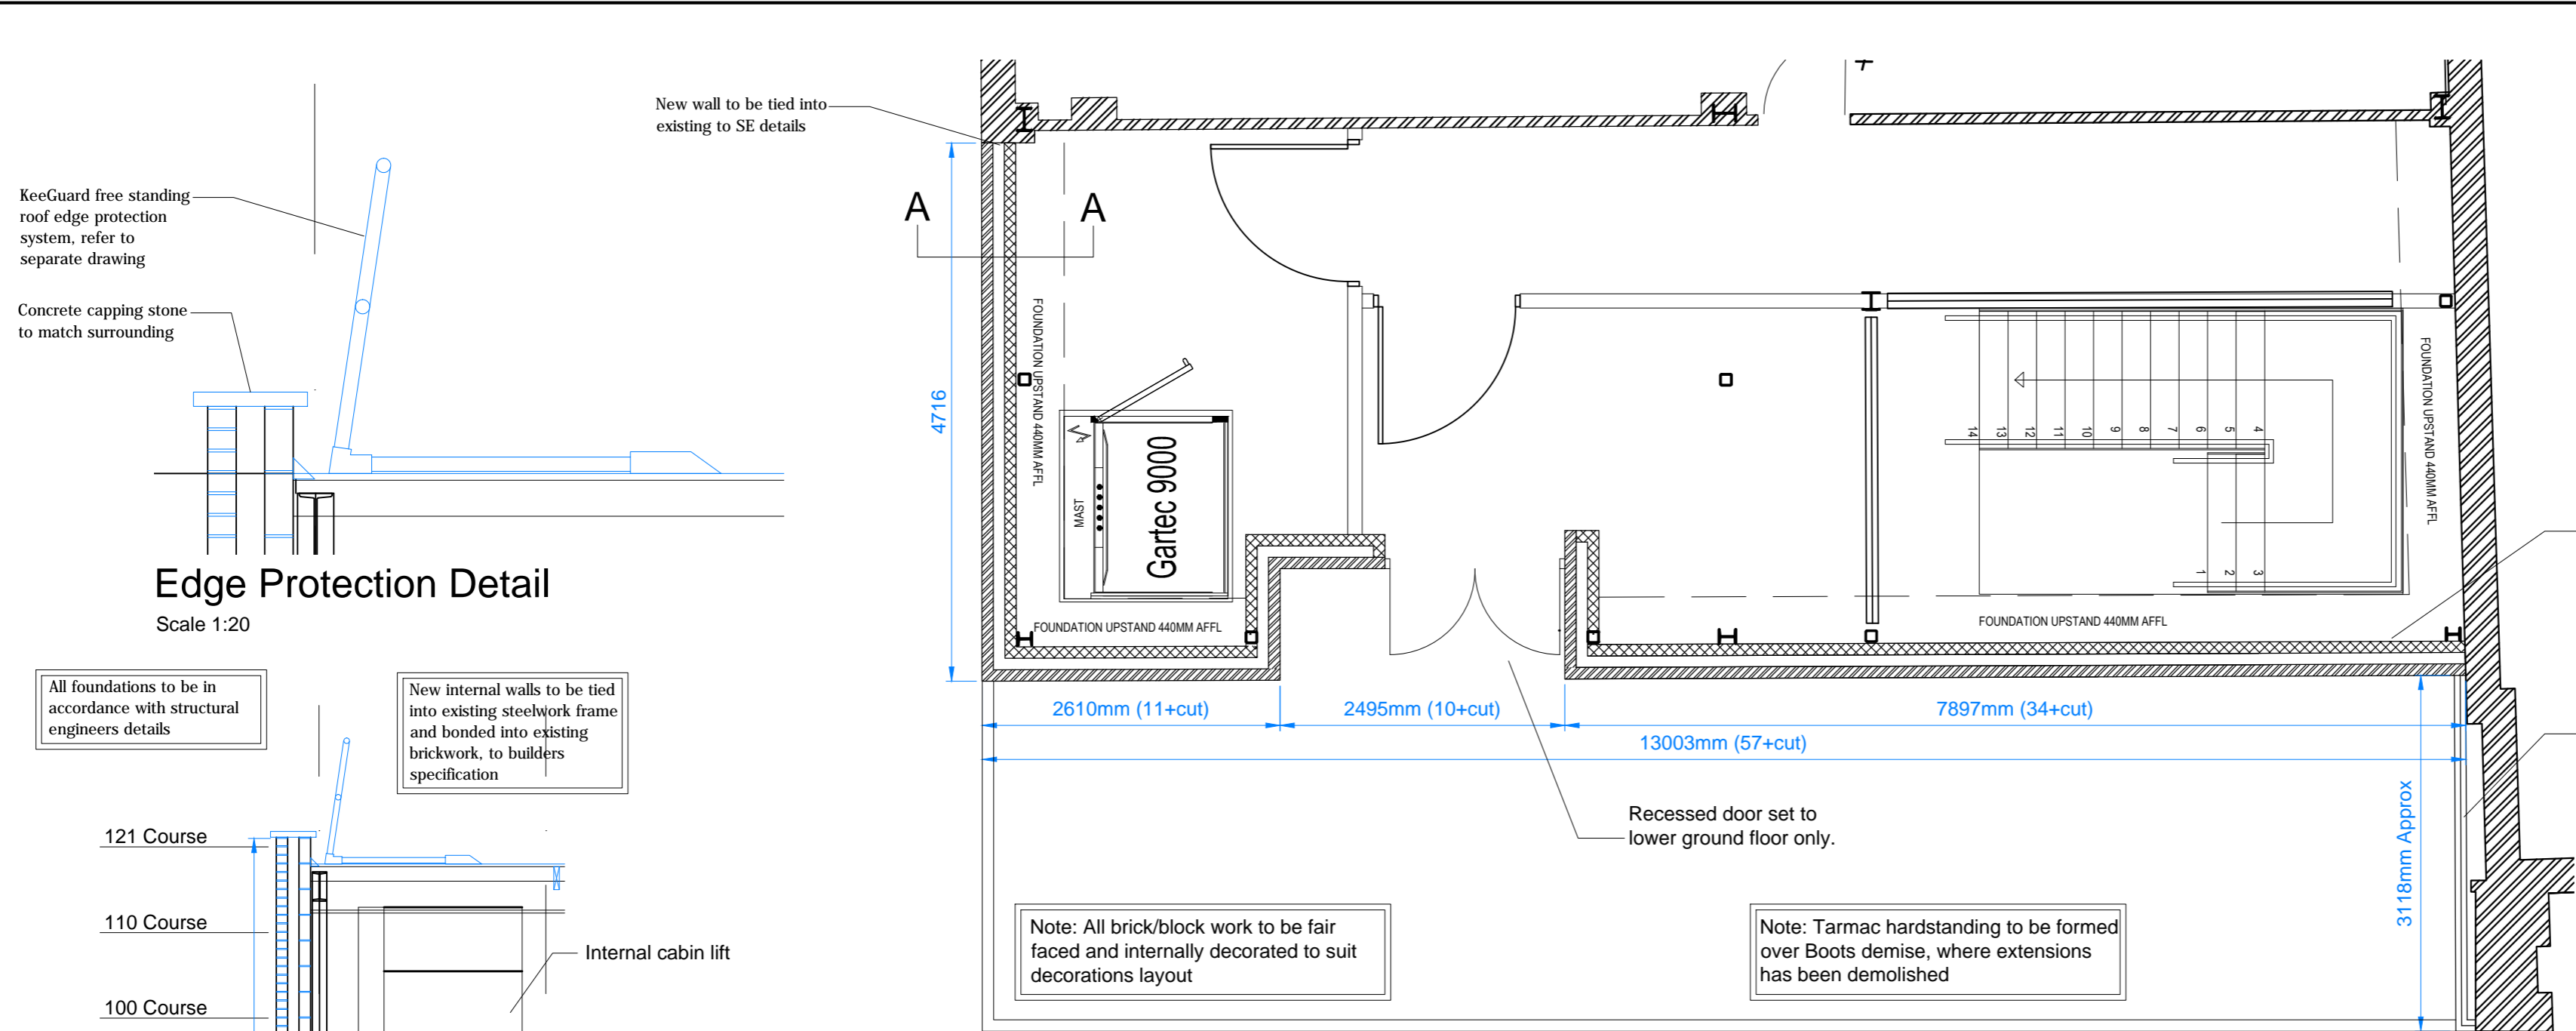 New wall to be tied into
existing to SE details
KeeGuard free standing
roof edge protection
system, refer to
separate drawing
Concrete capping stone
to match surrounding
Edge Protection Detail
Scale 1:20
All foundations to be in
accordance with structural
engineers details
New internal walls to be tied
into existing steelwork frame
and bonded into existing
brickwork, to builders
specification
121 Course
110 Course
100 Course
Internal cabin lift
A
A
4716
FOUNDATION UPSTAND 440MM AFFL
MAST
Gartec 9000
FOUNDATION UPSTAND 440MM AFFL
14
13
12
11
10
9
8
7
6
5
4
1
2
3
FOUNDATION UPSTAND 440MM AFFL
FOUNDATION UPSTAND 440MM AFFL
2610mm (11+cut)
2495mm (10+cut)
7897mm (34+cut)
13003mm (57+cut)
3118mm Approx
Recessed door set to
lower ground floor only.
Note: All brick/block work to be fair
faced and internally decorated to suit
decorations layout
Note: Tarmac hardstanding to be formed
over Boots demise, where extensions
has been demolished